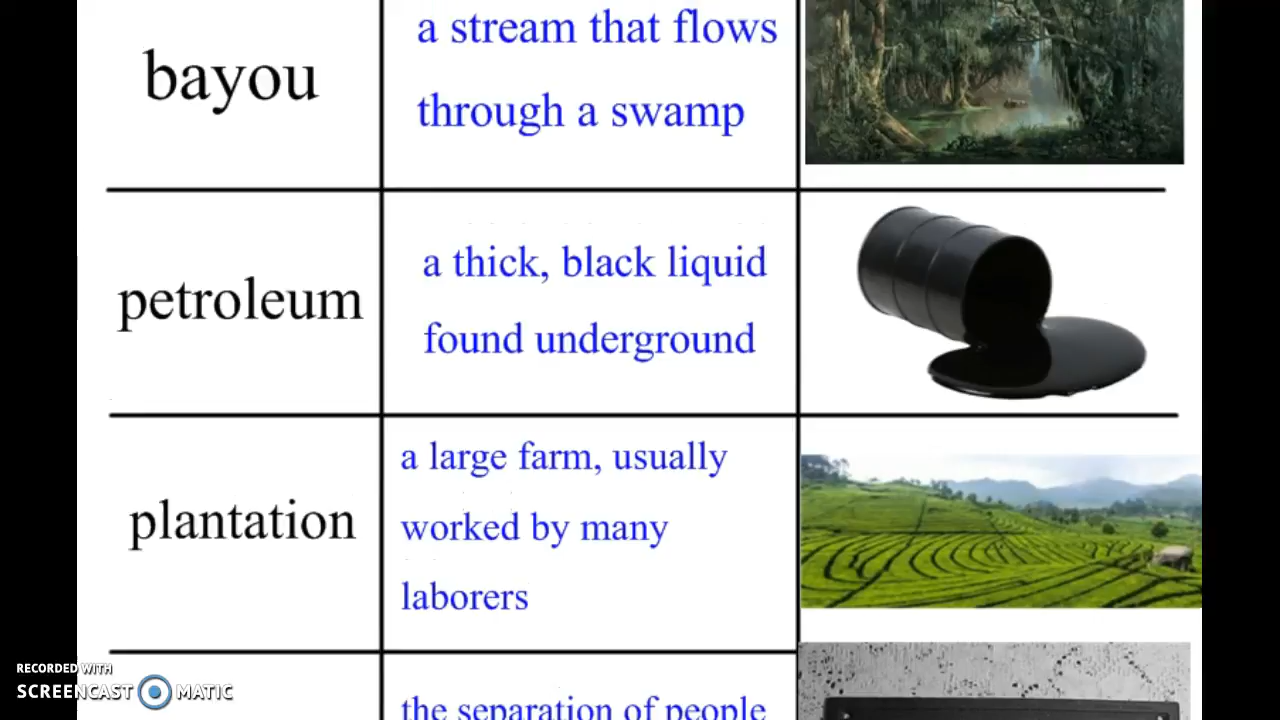 bayou
a stream that flows
through a swamp
petroleum
a thick, black liquid
found underground
plantation
a large farm, usually
worked by many
laborers
the separation of people
RECORDED WITH
SCREENCAST MATIC